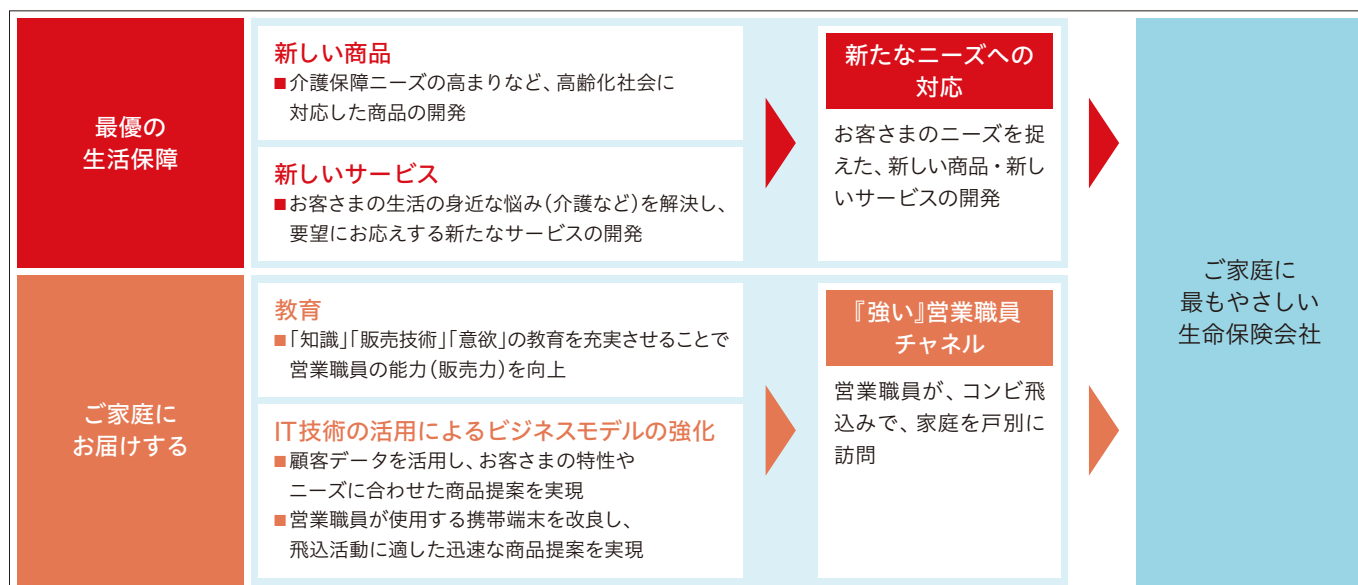 最優の
生活保障
新しい商品
■介護保障ニーズの高まりなど、高齢化社会に
対応した商品の開発
新しいサービス
■お客さまの生活の身近な悩み(介護など)を解決し、
要望にお応えする新たなサービスの開発
新たなニーズへの
対応
お客さまのニーズを捉
えた、新しい商品・新し
いサービスの開発
ご家庭に
お届けする
教育
■「知識」「販売技術」「意欲」の教育を充実させることで
営業職員の能力(販売力)を向上
IT技術の活用によるビジネスモデルの強化
■顧客データを活用し、お客さまの特性や
ニーズに合わせた商品提案を実現
■営業職員が使用する携帯端末を改良し、
飛込活動に適した迅速な商品提案を実現
『強い』営業職員
チャネル
営業職員が、コンビ飛
込みで、家庭を戸別に
訪問
ご家庭に
最もやさしい
生命保険会社